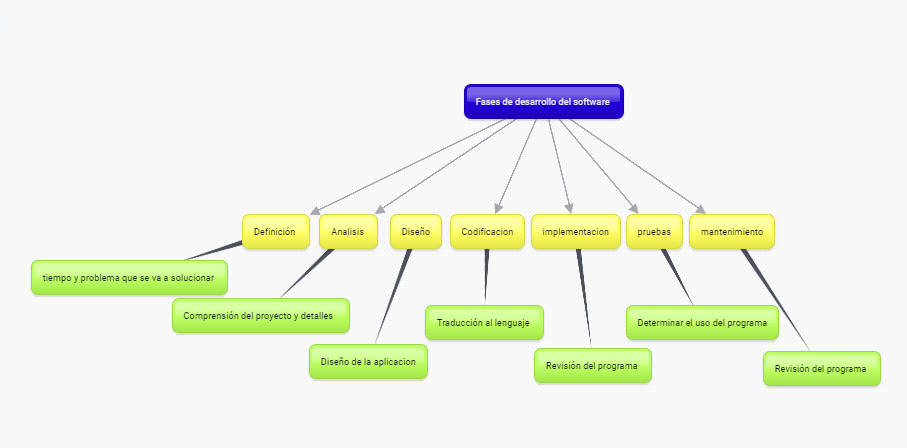 Fases de desarrollo del software
Definición
Analisis
Diseño
Codificacion
implementacion
pruebas
mantenimiento
tiempo y problema que se va a solucionar
Comprensión del proyecto y detalles
Diseño de la aplicacion
Traducción al lenguaje
Revisión del programa
Determinar el uso del programa
Revisión del programa